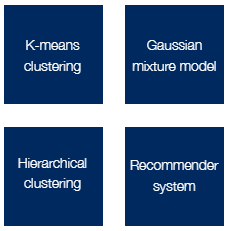 K-means
clustering
Gaussian
mixture model
Hierarchical
clustering
Recommender
system